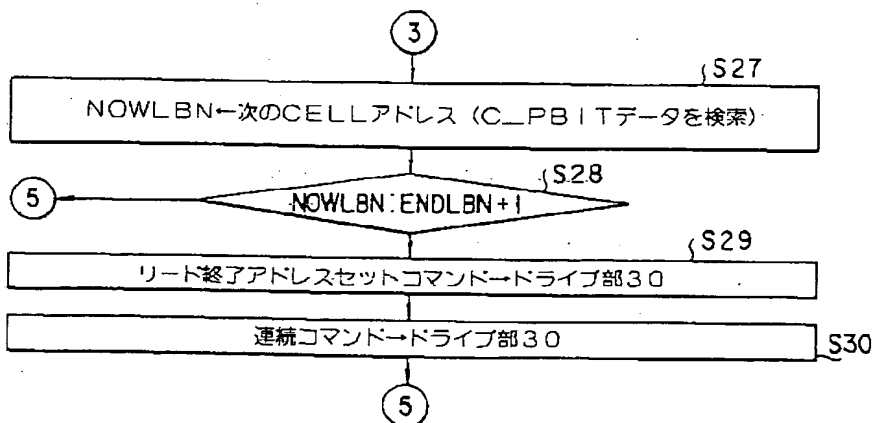 3
S27
NOWLBN←次のCELLアドレス(C_PBITデータを検索)
S28
5
NOWLBN:ENDLBN+1
S29
リード終了アドレスセットコマンド→ドライブ部30
連続コマンド→ドライブ部30
S30
5